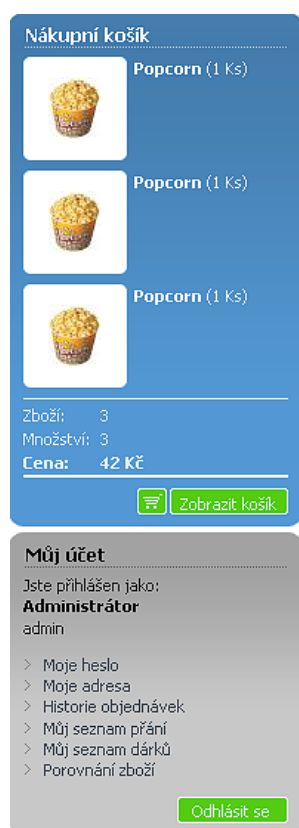 Nákupní košík
Popcorn (1 Ks)
Popcorn (1 Ks)
Popcorn (1 Ks)
Zboží: 3
Množství: 3
Cena: 42 Kč
Zobrazit košík
Můj účet
Jste přihlášen jako:
Administrátor
admin
> Moje heslo
> Moje adresa
> Historie objednávek
> Můj seznam přání
> Můj seznam dárků
> Porovnání zboží
Odhlásit se